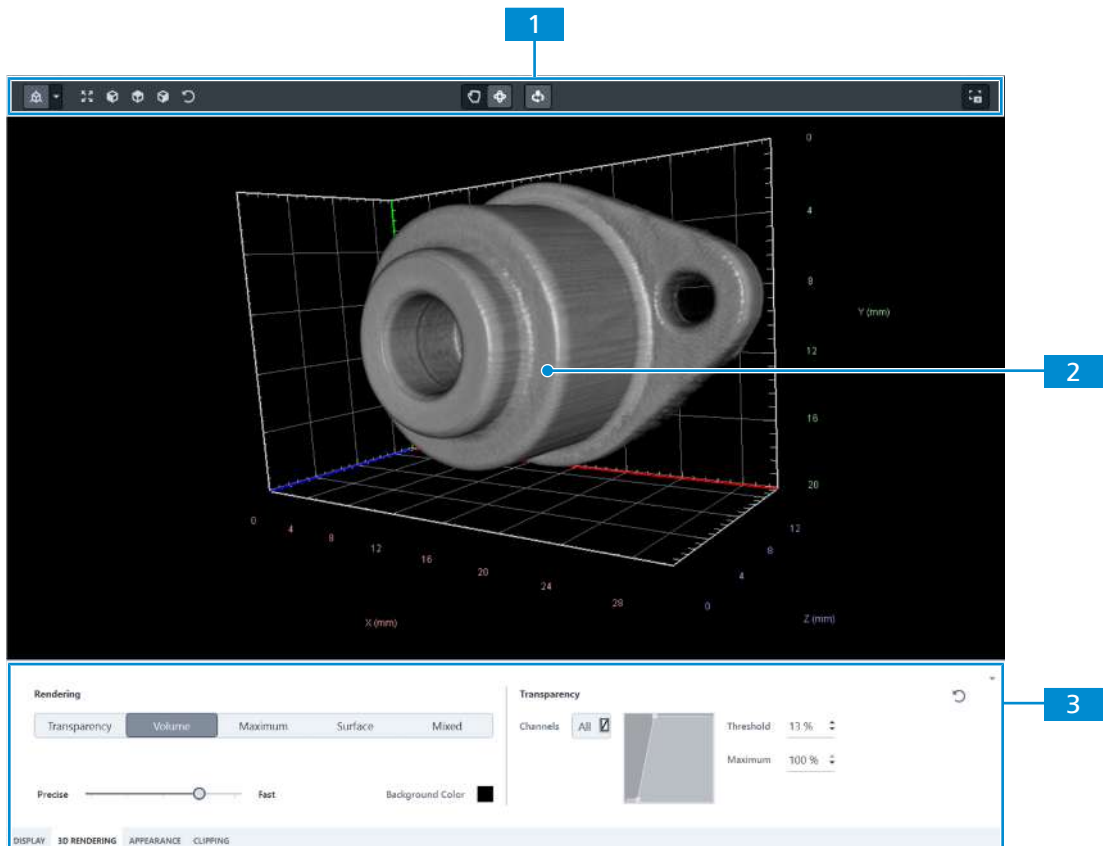 1
0
4
8
Y (mm)
12
2
16
20
0
4
8
12
16
20
24
28
12
8
4
0
X (mm)
Z (mm)
3
Rendering
Transparency
Transparency Volume Maximum Surface Mixed
Channels All
Threshold 13 %
Maximum 100 %
Precise Fast
Background Color
DISPLAY 3D RENDERING APPEARANCE CLIPPING